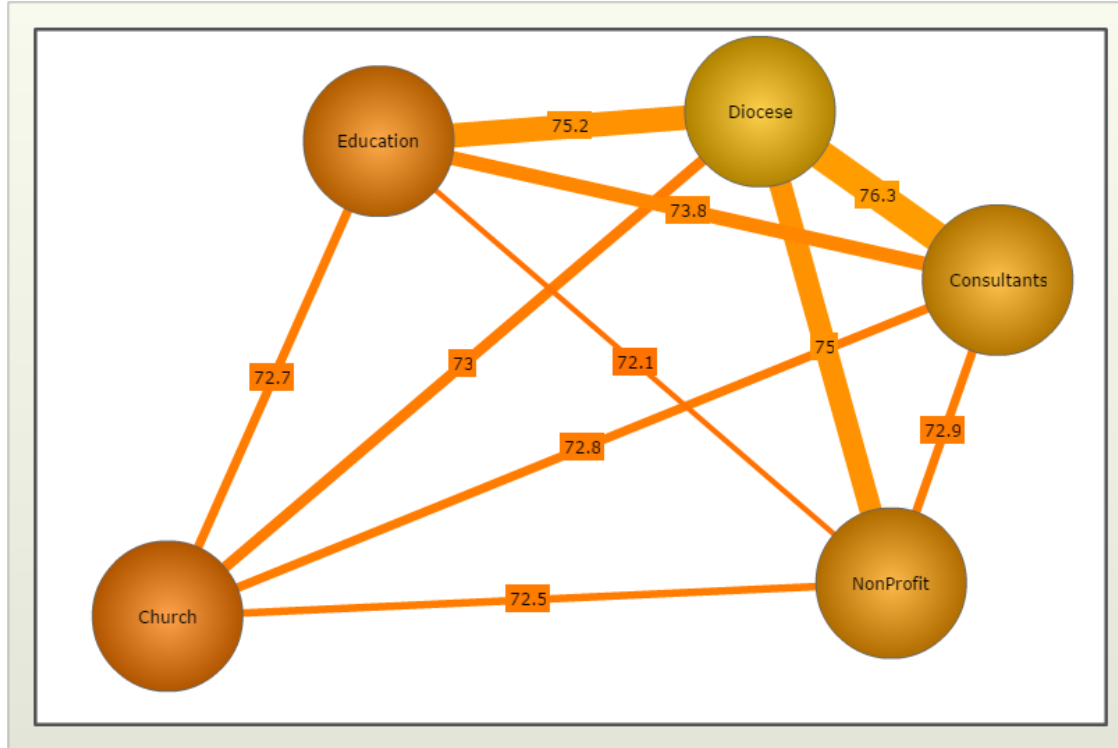 Diocese
75.2
Education
76.3
73.8
Consultants
75
72.1
73
72.7
72.9
72.8
NonProfit
72.5
Church